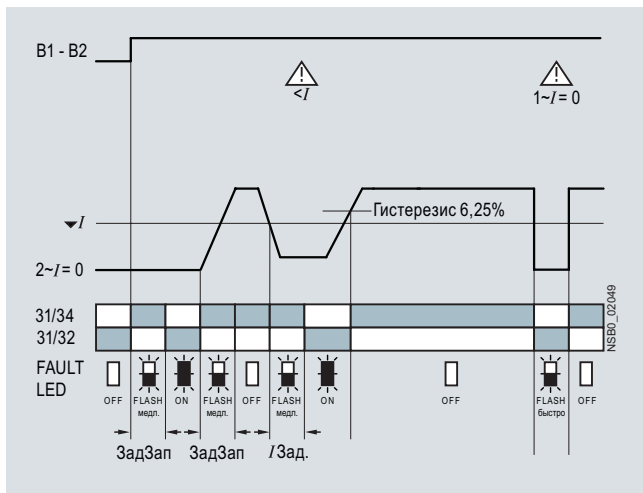 B1 - B2
<I
1~I = 0
Гистерезис 6,25%
I
2~I = 0
NSB0_02049
31/34
31/32
FAULT
LED
OFF FLASH ON FLASH OFF FLASH ON OFF FLASH OFF
медл. медл. медл. быстро
ЗадЗап ЗадЗап I Зад.